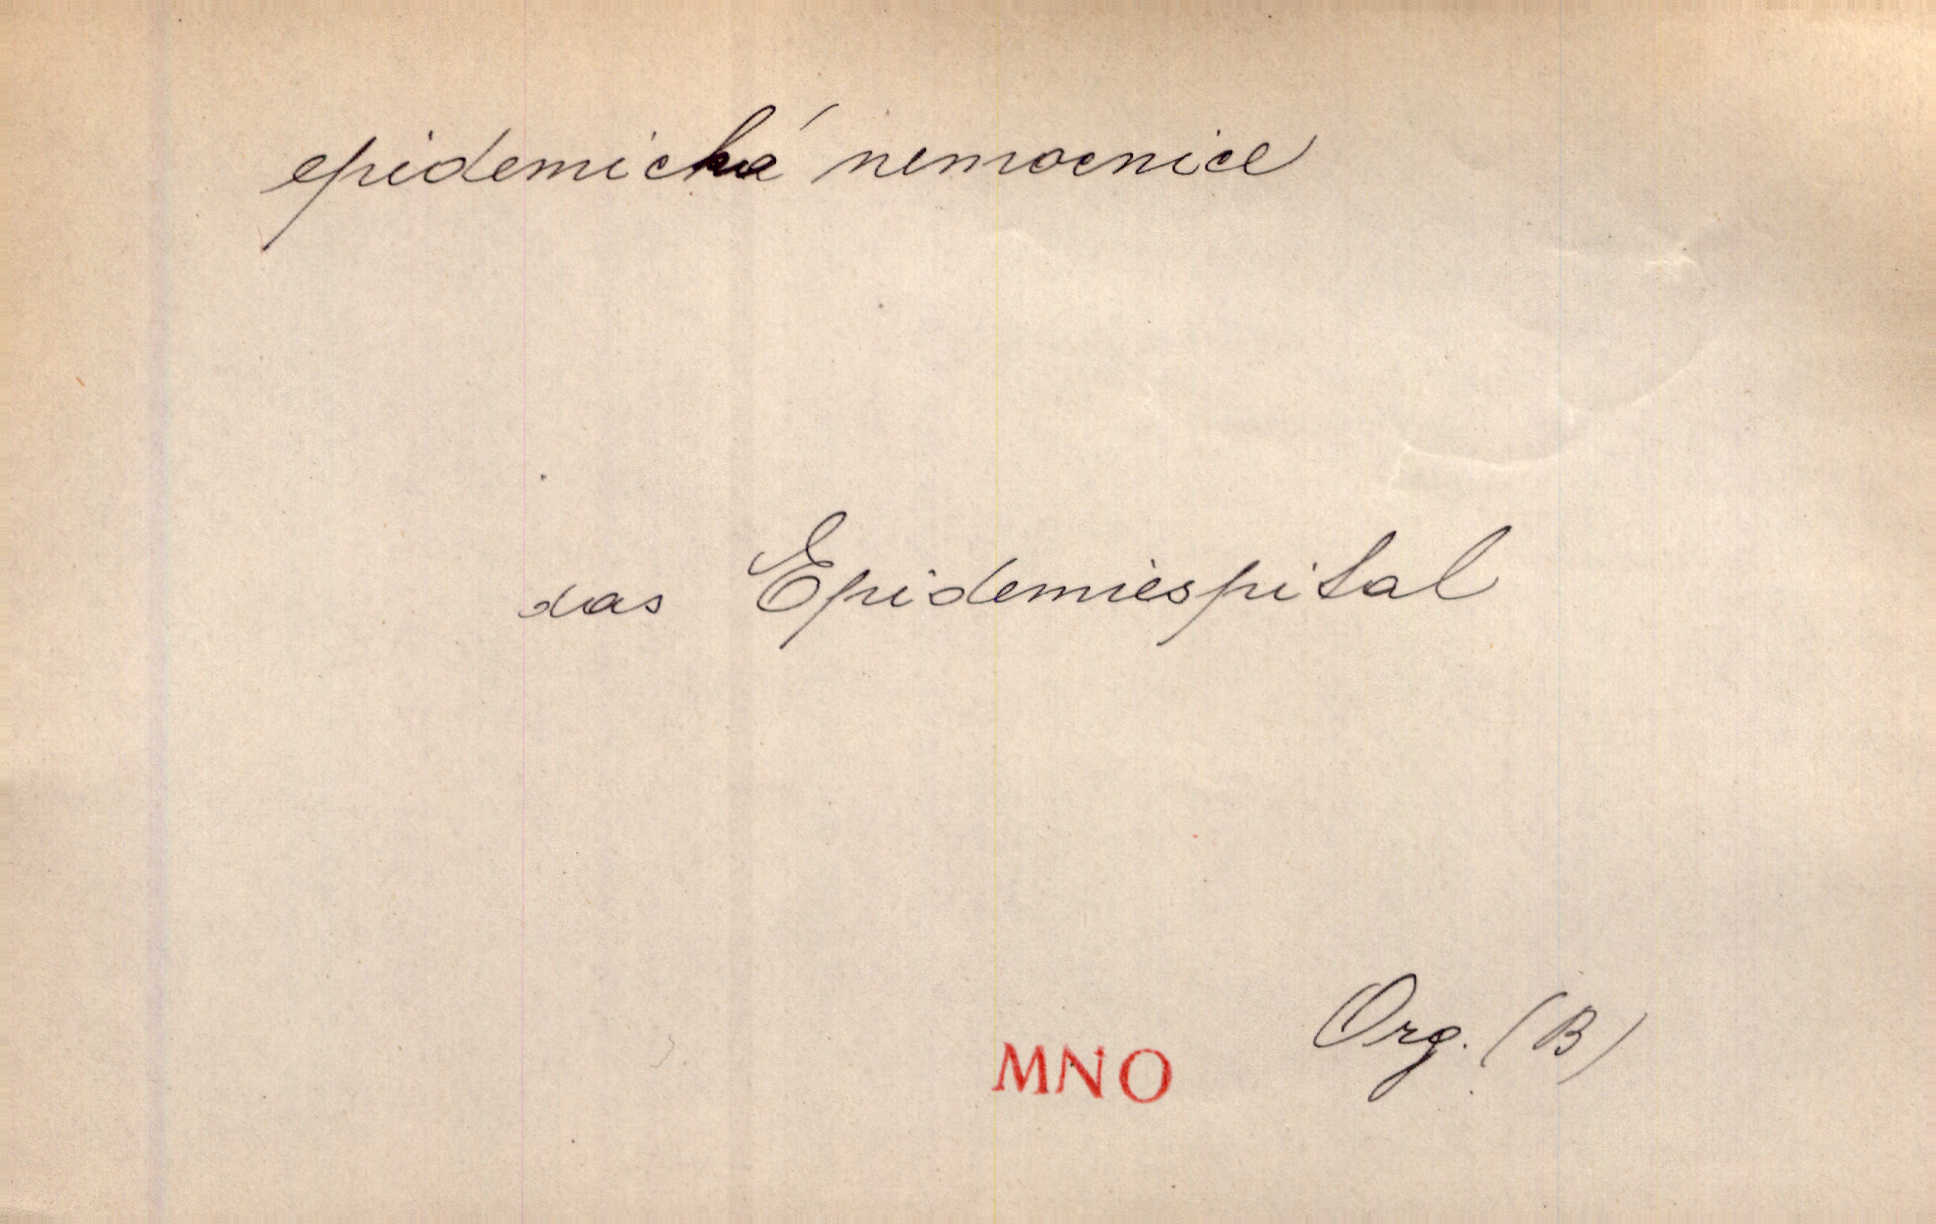 epidemická nemocnice
das Epidemiespital
MNO Org. (B)